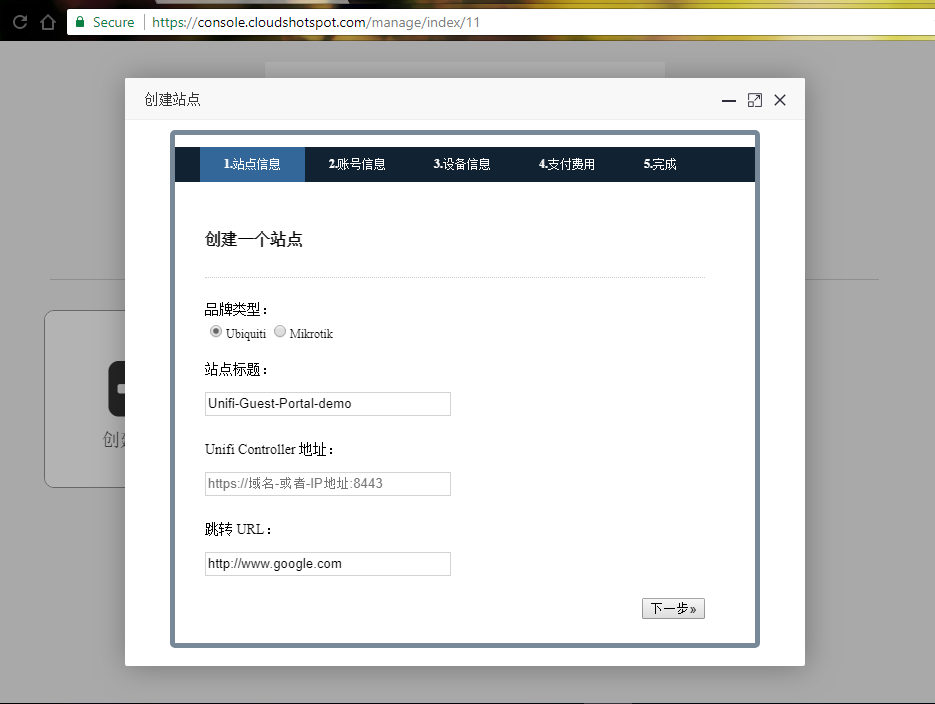 Secure https://console.cloudshotspot.com/manage/index/11
创建站点
1.站点信息 2.账号信息 3.设备信息 4.支付费用 5.完成
创建一个站点
品牌类型：
Ubiquiti Mikrotik
站点标题：
Unifi-Guest-Portal-demo
Unifi Controller 地址：
https://域名-或者-IP地址:8443
创
跳转 URL：
http://www.google.com
下一步»